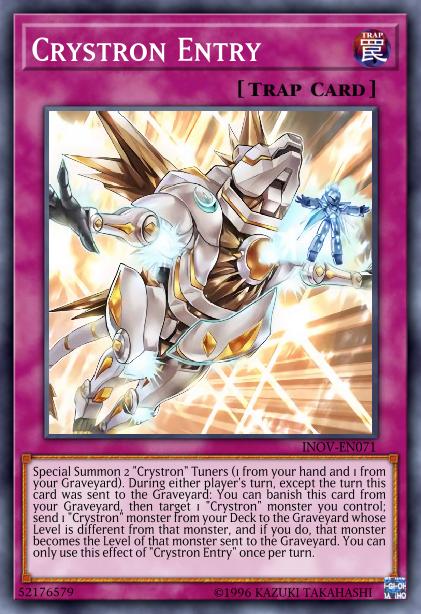 Crystron Entry
TRAP
罠
[ Trap Card ]
INOV-EN071
Special Summon 2 "Crystron" Tuners (1 from your hand and 1 from
your Graveyard). During either player's turn, except the turn this
card was sent to the Graveyard: You can banish this card from
your Graveyard, then target 1 "Crystron" monster you control;
send 1 "Crystron" monster from your Deck to the Graveyard whose
Level is different from that monster, and if you do, that monster
becomes the Level of that monster sent to the Graveyard. You can
only use this effect of "Crystron Entry" once per turn.
52176579
©1996 KAZUKI TAKAHASHI